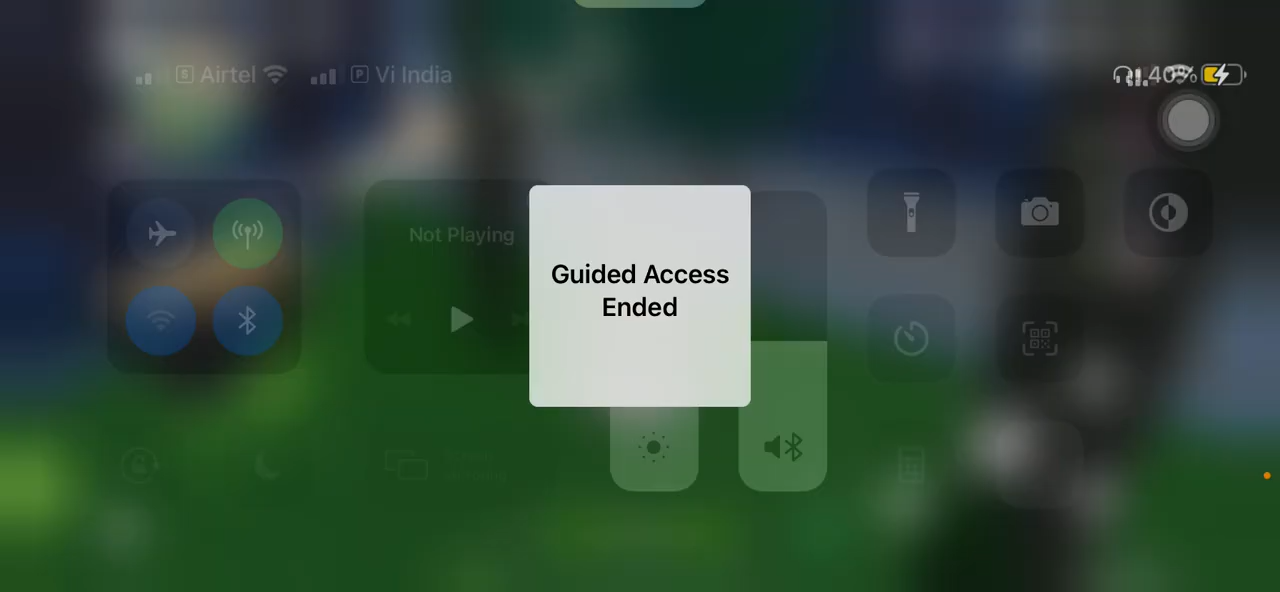 S Airtel
P Vi India
40%
Not Playing
Guided Access
Ended